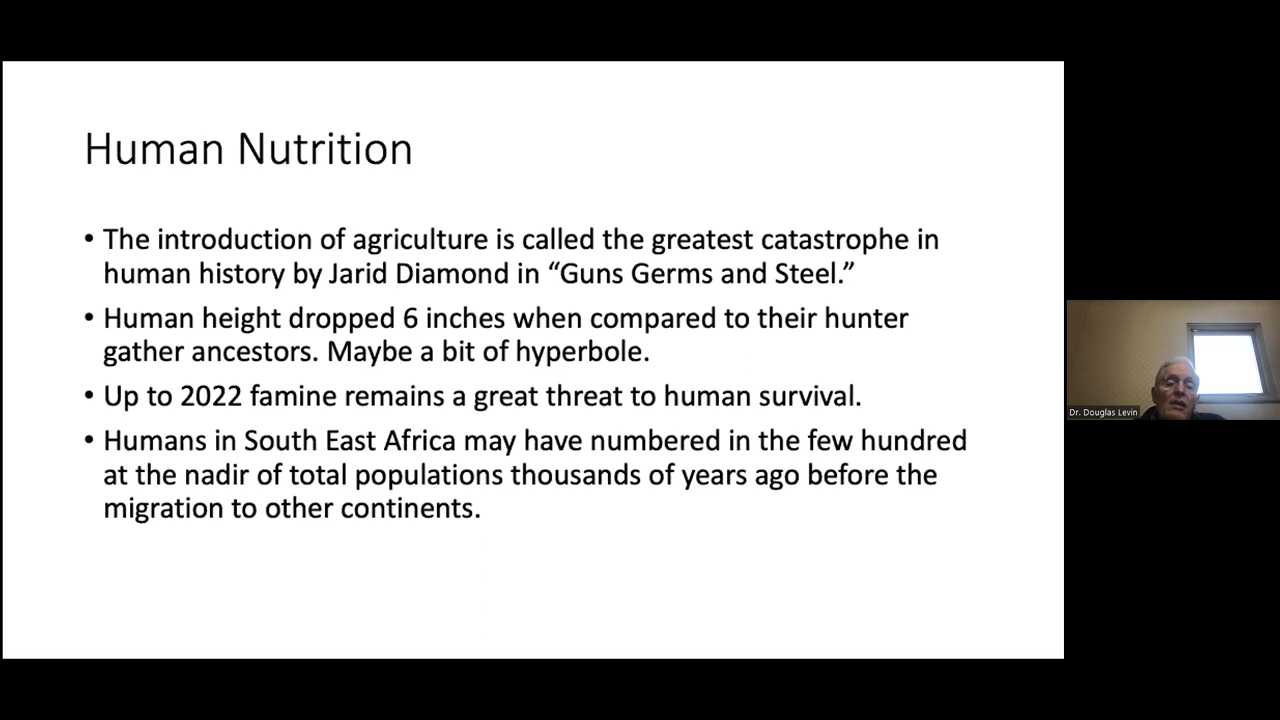 Human Nutrition
• The introduction of agriculture is called the greatest catastrophe in
human history by Jarid Diamond in “Guns Germs and Steel.”
• Human height dropped 6 inches when compared to their hunter
gather ancestors. Maybe a bit of hyperbole.
• Up to 2022 famine remains a great threat to human survival.
• Humans in South East Africa may have numbered in the few hundred
at the nadir of total populations thousands of years ago before the
migration to other continents.
Dr. Douglas Levin